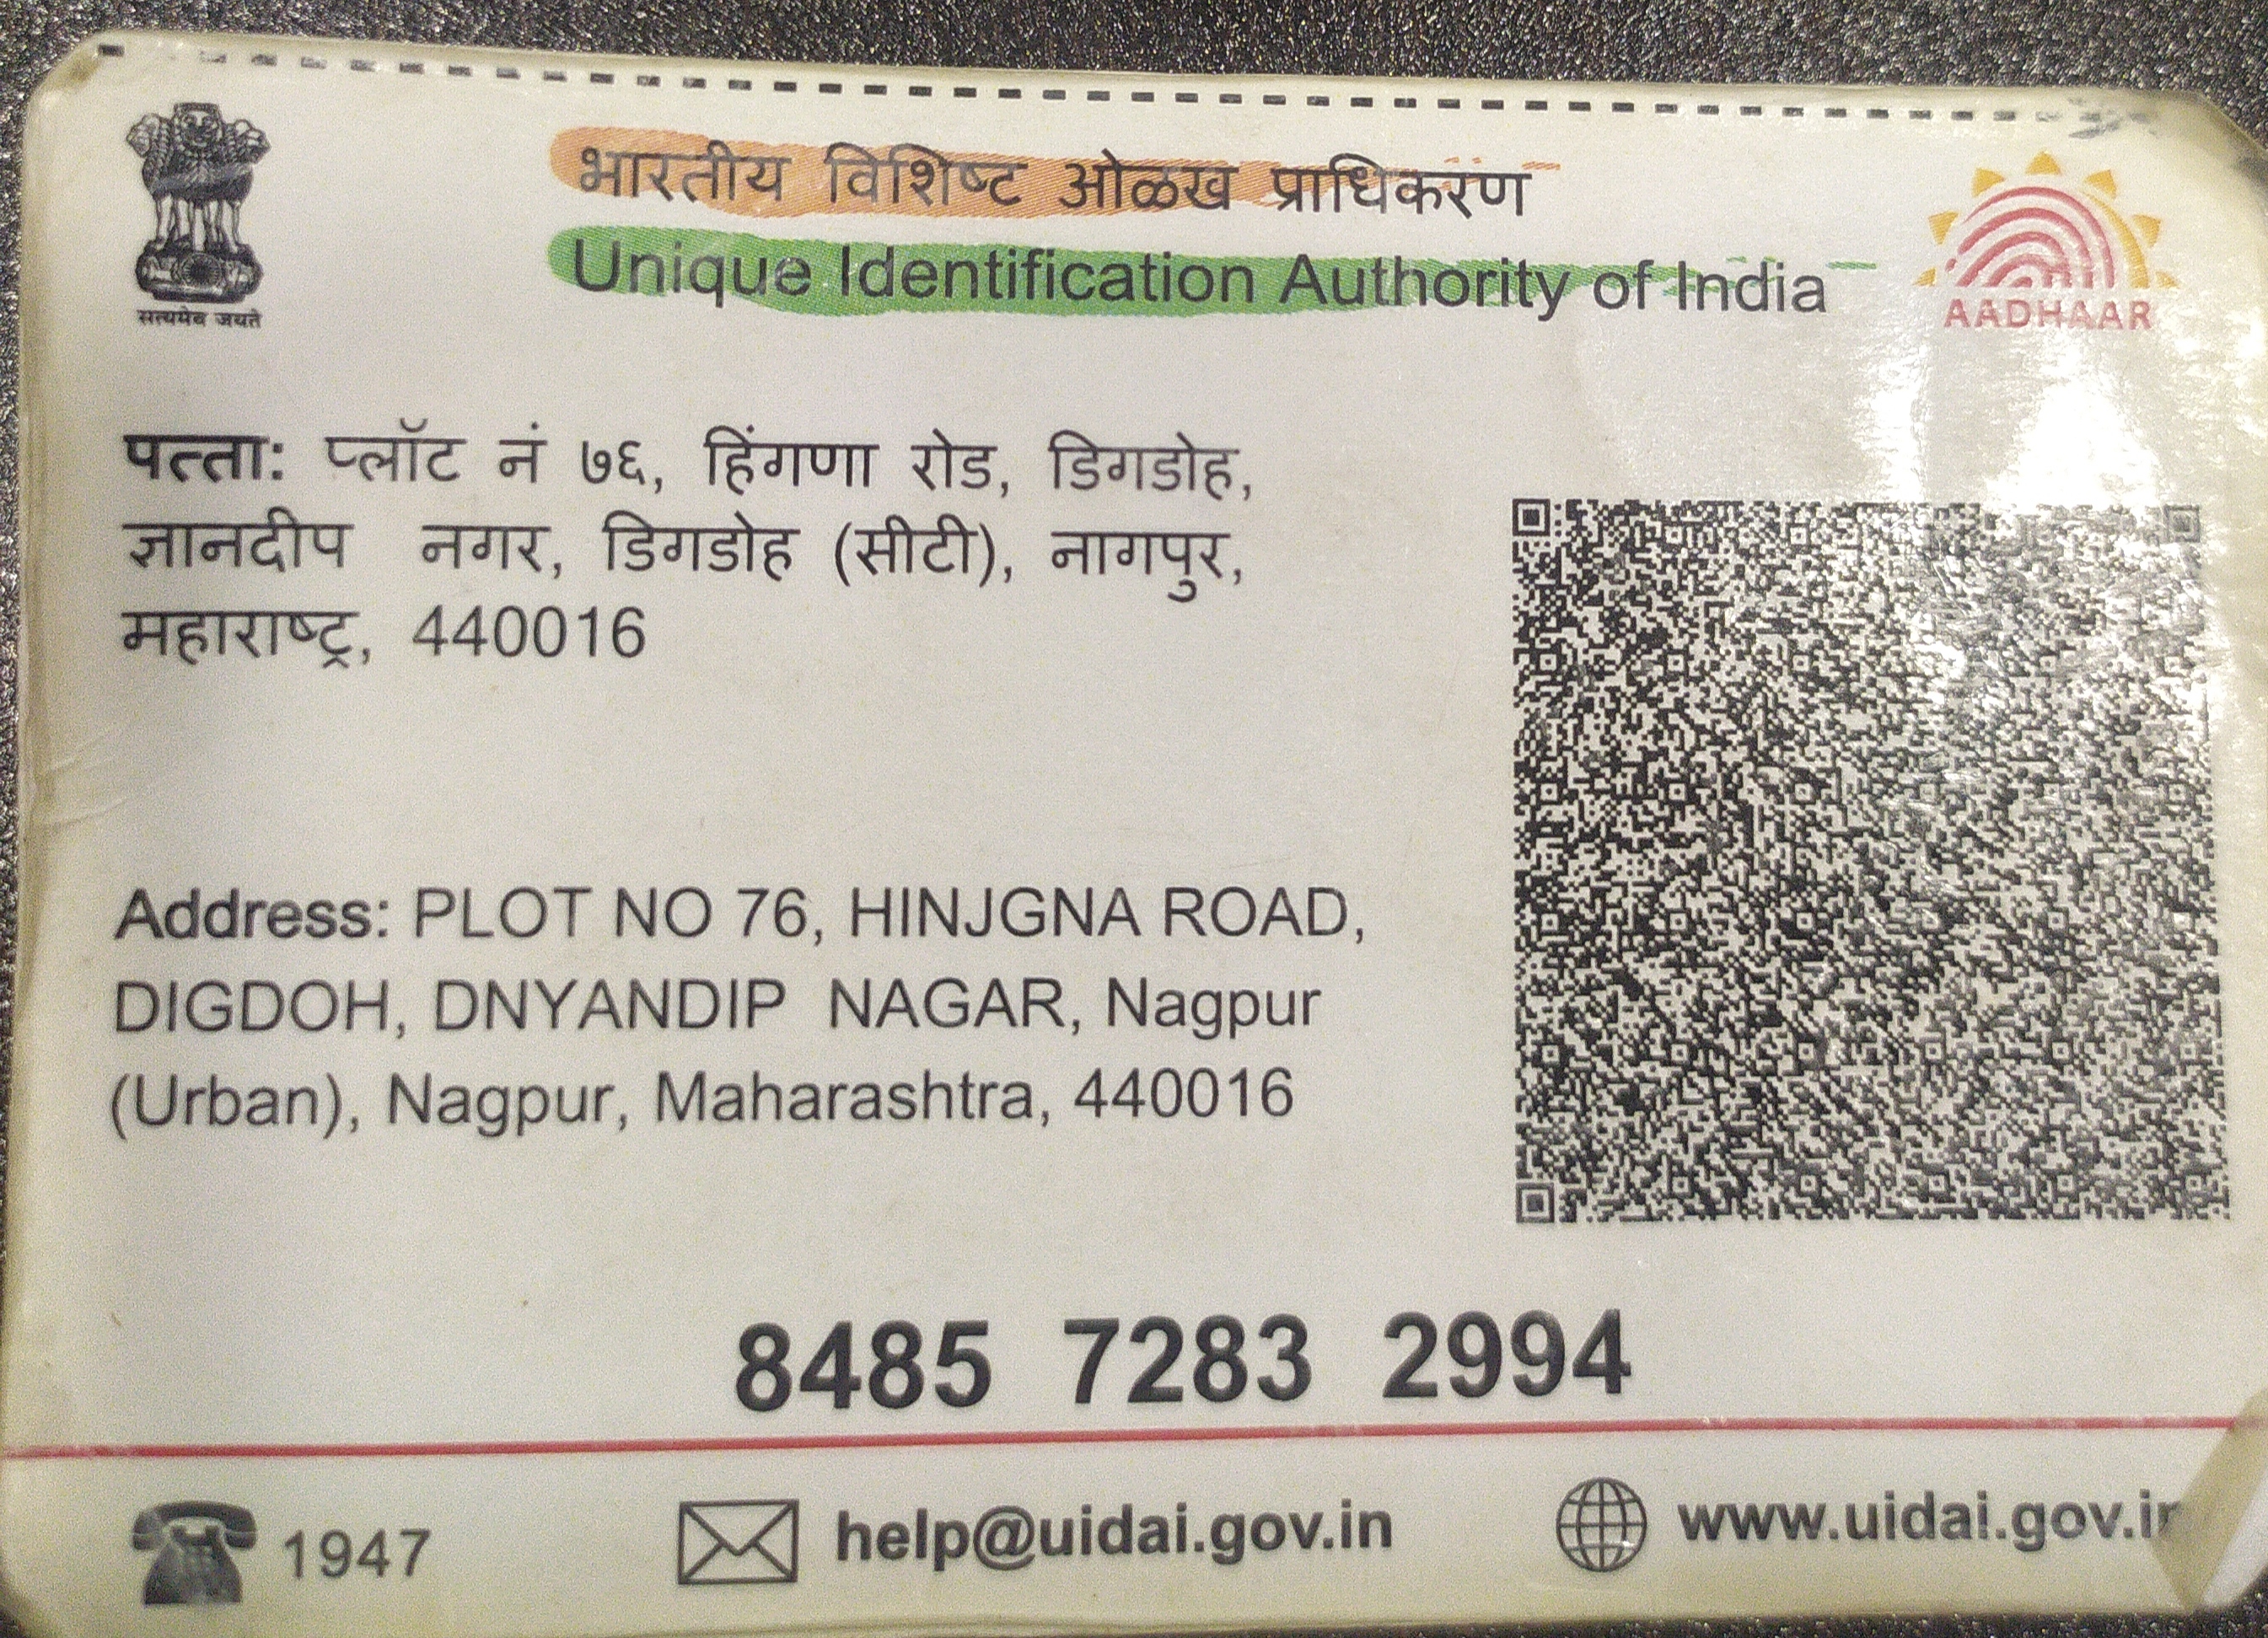 भारतीय विशिष्ट ओळख प्राधिकरण
Unique Identification Authority of India
सत्यमेव जयते
AADHAAR
पत्ता: प्लॉट नं ७६, हिंगणा रोड, डिगडोह,
ज्ञानदीप नगर, डिगडोह (सीटी), नागपुर,
महाराष्ट्र, 440016
Address: PLOT NO 76, HINJGNA ROAD,
DIGDOH, DNYANDIP NAGAR, Nagpur
(Urban), Nagpur, Maharashtra, 440016
8485 7283 2994
1947
help@uidai.gov.in
www.uidai.gov.in